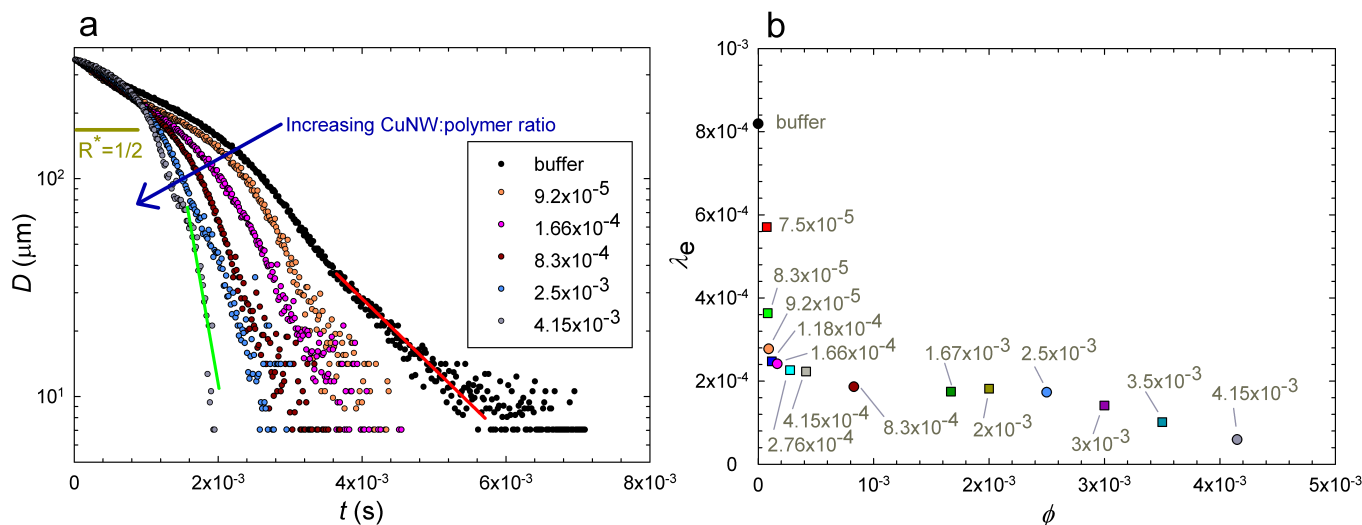 a
D (μm)
10²
10¹
0
2x10⁻³
4x10⁻³
6x10⁻³
8x10⁻³
t (s)
R*=1/2
Increasing CuNW:polymer ratio
buffer
9.2x10⁻⁵
1.66x10⁻⁴
8.3x10⁻⁴
2.5x10⁻³
4.15x10⁻³
b
λe
10⁻³
8x10⁻⁴
6x10⁻⁴
4x10⁻⁴
2x10⁻⁴
0
buffer
7.5x10⁻⁵
8.3x10⁻⁵
9.2x10⁻⁵
1.18x10⁻⁴
1.66x10⁻⁴
4.15x10⁻⁴
2.76x10⁻⁴
8.3x10⁻⁴
1.67x10⁻³
2x10⁻³
2.5x10⁻³
3x10⁻³
3.5x10⁻³
4.15x10⁻³
0
10⁻³
2x10⁻³
3x10⁻³
4x10⁻³
5x10⁻³
ϕ